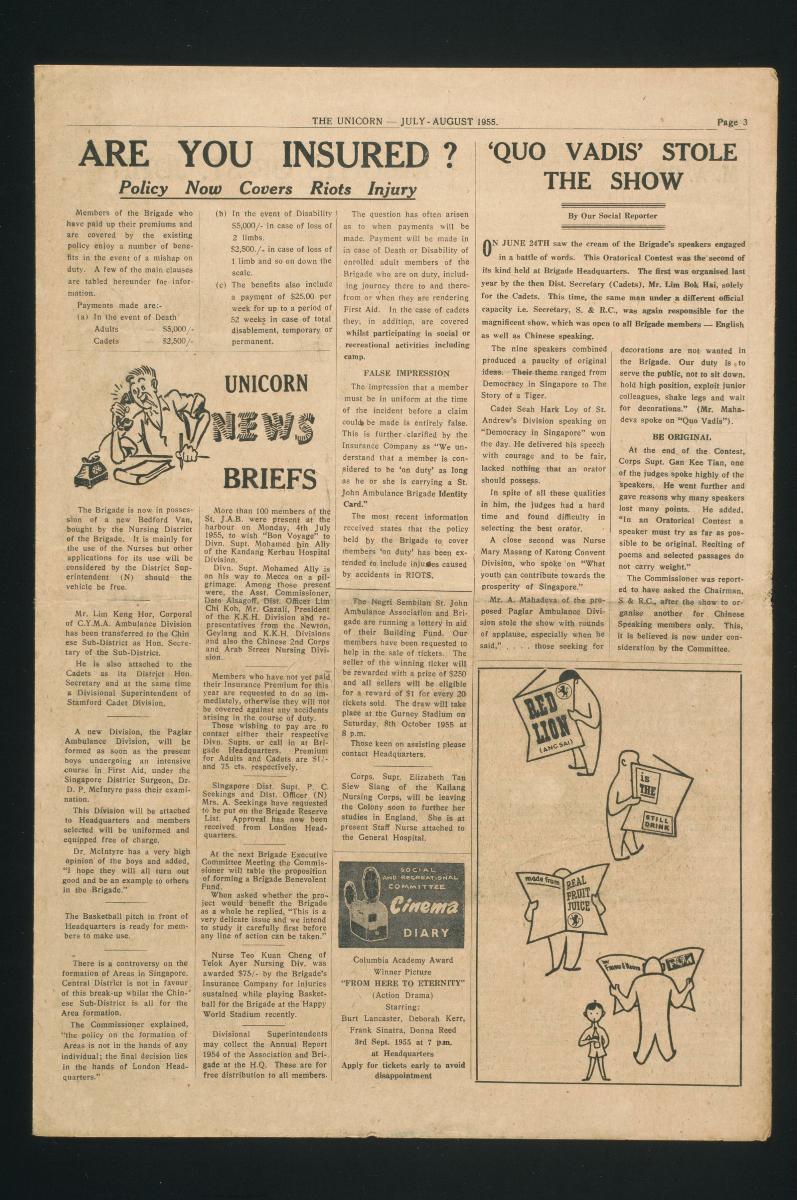 THE UNICORN — JULY-AUGUST 1955.
Page 3
ARE YOU INSURED ?
Policy Now Covers Riots Injury
Members of the Brigade who
have paid up their premiums and
are covered by the existing
policy enjoy a number of bene-
fits in the event of a mishap on
duty. A few of the main clauses
are tabled hereunder for infor-
mation.
Payments made are:-
(a) In the event of Death
Adults $5,000/-
Cadets $2,500/-
(b) In the event of Disability
$5,000/- in case of loss of
2 limbs.
$2,500./- in case of loss of
1 limb and so on down the
scale.
(c) The benefits also include
a payment of $25.00 per
week for up to a period of
52 weeks in case of total
disablement, temporary or
permanent.
The question has often arisen
as to when payments will be
made. Payment will be made in
in case of Death or Disability of
enrolled adult members of the
Brigade who are on duty, includ-
ing journey there to and there-
from or when they are rendering
First Aid. In the case of cadets
they, in addition, are covered
whilst participating in social or
recreational activities including
camp.
FALSE IMPRESSION
The impression that a member
must be in uniform at the time
of the incident before a claim
could be made is entirely false.
This is further clarified by the
Insurance Company as "We un-
derstand that a member is con-
sidered to be 'on duty' as long
as he or she is carrying a St.
John Ambulance Brigade Identity
Card."
The most recent information
received states that the policy
held by the Brigade to cover
members 'on duty' has been ex-
tended to include injuries caused
by accidents in RIOTS.
UNICORN
NEWS
BRIEFS
The Brigade is now in posses-
sion of a new Bedford Van,
bought by the Nursing District
of the Brigade. It is mainly for
the use of the Nurses but other
applications for its use will be
considered by the District Sup-
erintendent (N) should the
vehicle be free.
Mr. Lim Keng Hor, Corporal
of C.Y.M.A. Ambulance Division
has been transferred to the Chin
ese Sub-District as Hon. Secre-
tary of the Sub-District.
He is also attached to the
Cadets as its District Hon.
Secretary and at the same time
a Divisional Superintendent of
Stamford Cadet Division.
A new Division, the Paglar
Ambulance Division, will be
formed as soon as the present
boys undergoing an intensive
course in First Aid, under the
Singapore District Surgeon, Dr.
D. P. McIntyre pass their exami-
nation.
This Division will be attached
to Headquarters and members
selected will be uniformed and
equipped free of charge.
Dr. McIntyre has a very high
opinion of the boys and added,
"I hope they will all turn out
good and be an example to others
in the Brigade."
The Basketball pitch in front of
Headquarters is ready for mem-
bers to make use.
There is a controversy on the
formation of Areas in Singapore.
Central District is not in favour
of this break-up whilst the Chin-
ese Sub-District is all for the
Area formation.
The Commissioner explained,
"the policy on the formation of
Areas is not in the hands of any
individual; the final decision lies
in the hands of London Head-
quarters."
More than 100 members of the
St. J.A.B. were present at the
harbour on Monday, 4th July
1955, to wish "Bon Voyage" to
Divn. Supt. Mohamed bin Ally
of the Kandang Kerbau Hospital
Division.
Divn. Supt. Mohamed Ally is
on his way to Mecca on a pil-
grimage. Among those present
were, the Asst. Commissioner,
Dato Alsagoff, Dist. Officer Lim
Chi Koh, Mr. Gazali, President
of the K.K.H. Division and re-
presentatives from the Newton,
Geylang and K.K.H. Divisions
and also the Chinese 2nd Corps
and Arab Street Nursing Divi-
sion.
Members who have not yet paid
their Insurance Premium for this
year are requested to do so im-
mediately, otherwise they will not
be covered against any accidents
arising in the course of duty.
Those wishing to pay are to
contact either their respective
Divn. Supts. or call in at Bri-
gade Headquarters. Premium
for Adults and Cadets are $1/-
and 75 cts. respectively.
Singapore Dist. Supt. P. C.
Seekings and Dist. Officer (N)
Mrs. A. Seekings have requested
to be put on the Brigade Reserve
List. Approval has now been
received from London Head-
quarters.
At the next Brigade Executive
Committee Meeting the Commis-
sioner will table the proposition
of forming a Brigade Benevolent
Fund.
When asked whether the pro-
ject would benefit the Brigade
as a whole he replied, "This is a
very delicate issue and we intend
to study it carefully first before
any line of action can be taken."
Nurse Teo Kuan Cheng of
Telok Ayer Nursing Div. was
awarded $75/- by the Brigade's
Insurance Company for injuries
sustained while playing Basket-
ball for the Brigade at the Happy
World Stadium recently.
Divisional Superintendents
may collect the Annual Report
1954 of the Association and Bri-
gade at the H.Q. These are for
free distribution to all members.
The Negri Sembilan St. John
Ambulance Association and Bri-
gade are running a lottery in aid
of their Building Fund. Our
members have been requested to
help in the sale of tickets. The
seller of the winning ticket will
be rewarded with a prize of $250
and all sellers will be eligible
for a reward of $1 for every 20
tickets sold. The draw will take
place at the Gurney Stadium on
Saturday, 8th October 1955 at
8 p.m.
Those keen on assisting please
contact Headquarters.
Corps. Supt. Elizabeth Tan
Siew Siang of the Kallang
Nursing Corps, will be leaving
the Colony soon to further her
studies in England. She is at
present Staff Nurse attached to
the General Hospital.
SOCIAL
AND RECREATIONAL
COMMITTEE
Cinema
DIARY
Columbia Academy Award
Winner Picture
"FROM HERE TO ETERNITY"
(Action Drama)
Starring:
Burt Lancaster, Deborah Kerr,
Frank Sinatra, Donna Reed
3rd Sept. 1955 at 7 p.m.
at Headquarters
Apply for tickets early to avoid
disappointment
'QUO VADIS' STOLE
THE SHOW
By Our Social Reporter
ON JUNE 24TH saw the cream of the Brigade's speakers engaged
in a battle of words. This Oratorical Contest was the second of
its kind held at Brigade Headquarters. The first was organised last
year by the then Dist. Secretary (Cadets), Mr. Lim Bok Hai, solely
for the Cadets. This time, the same man under a different official
capacity i.e. Secretary, S. & R.C., was again responsible for the
magnificent show, which was open to all Brigade members — English
as well as Chinese speaking.
The nine speakers combined
produced a paucity of original
ideas. Their theme ranged from
Democracy in Singapore to The
Story of a Tiger.
Cadet Seah Hark Loy of St.
Andrew's Division speaking on
"Democracy in Singapore" won
the day. He delivered his speech
with courage and to be fair,
lacked nothing that an orator
should possess.
In spite of all these qualities
in him, the judges had a hard
time and found difficulty in
selecting the best orator.
A close second was Nurse
Mary Massang of Katong Convent
Division, who spoke on "What
youth can contribute towards the
prosperity of Singapore."
Mr. A. Mahadeva of the pro-
posed Paglar Ambulance Divi-
sion stole the show with rounds
of applause, especially when he
said," . . . . those seeking for
decorations are not wanted in
the Brigade. Our duty is to
serve the public, not to sit down,
hold high position, exploit junior
colleagues, shake legs and wait
for decorations." (Mr. Maha-
deva spoke on "Quo Vadis").
BE ORIGINAL
At the end of the Contest,
Corps Supt. Gan Kee Tian, one
of the judges spoke highly of the
speakers. He went further and
gave reasons why many speakers
lost many points. He added,
"In an Oratorical Contest a
speaker must try as far as pos-
sible to be original. Reciting of
poems and selected passages do
not carry weight."
The Commissioner was report-
ed to have asked the Chairman,
S & R.C., after the show to or-
ganise another for Chinese
Speaking members only. This,
it is believed is now under con-
sideration by the Committee.
RED
LION
(ANG SAI)
is
THE
STILL
DRINK
made from
REAL
FRUIT
JUICE
Fraser & Neave